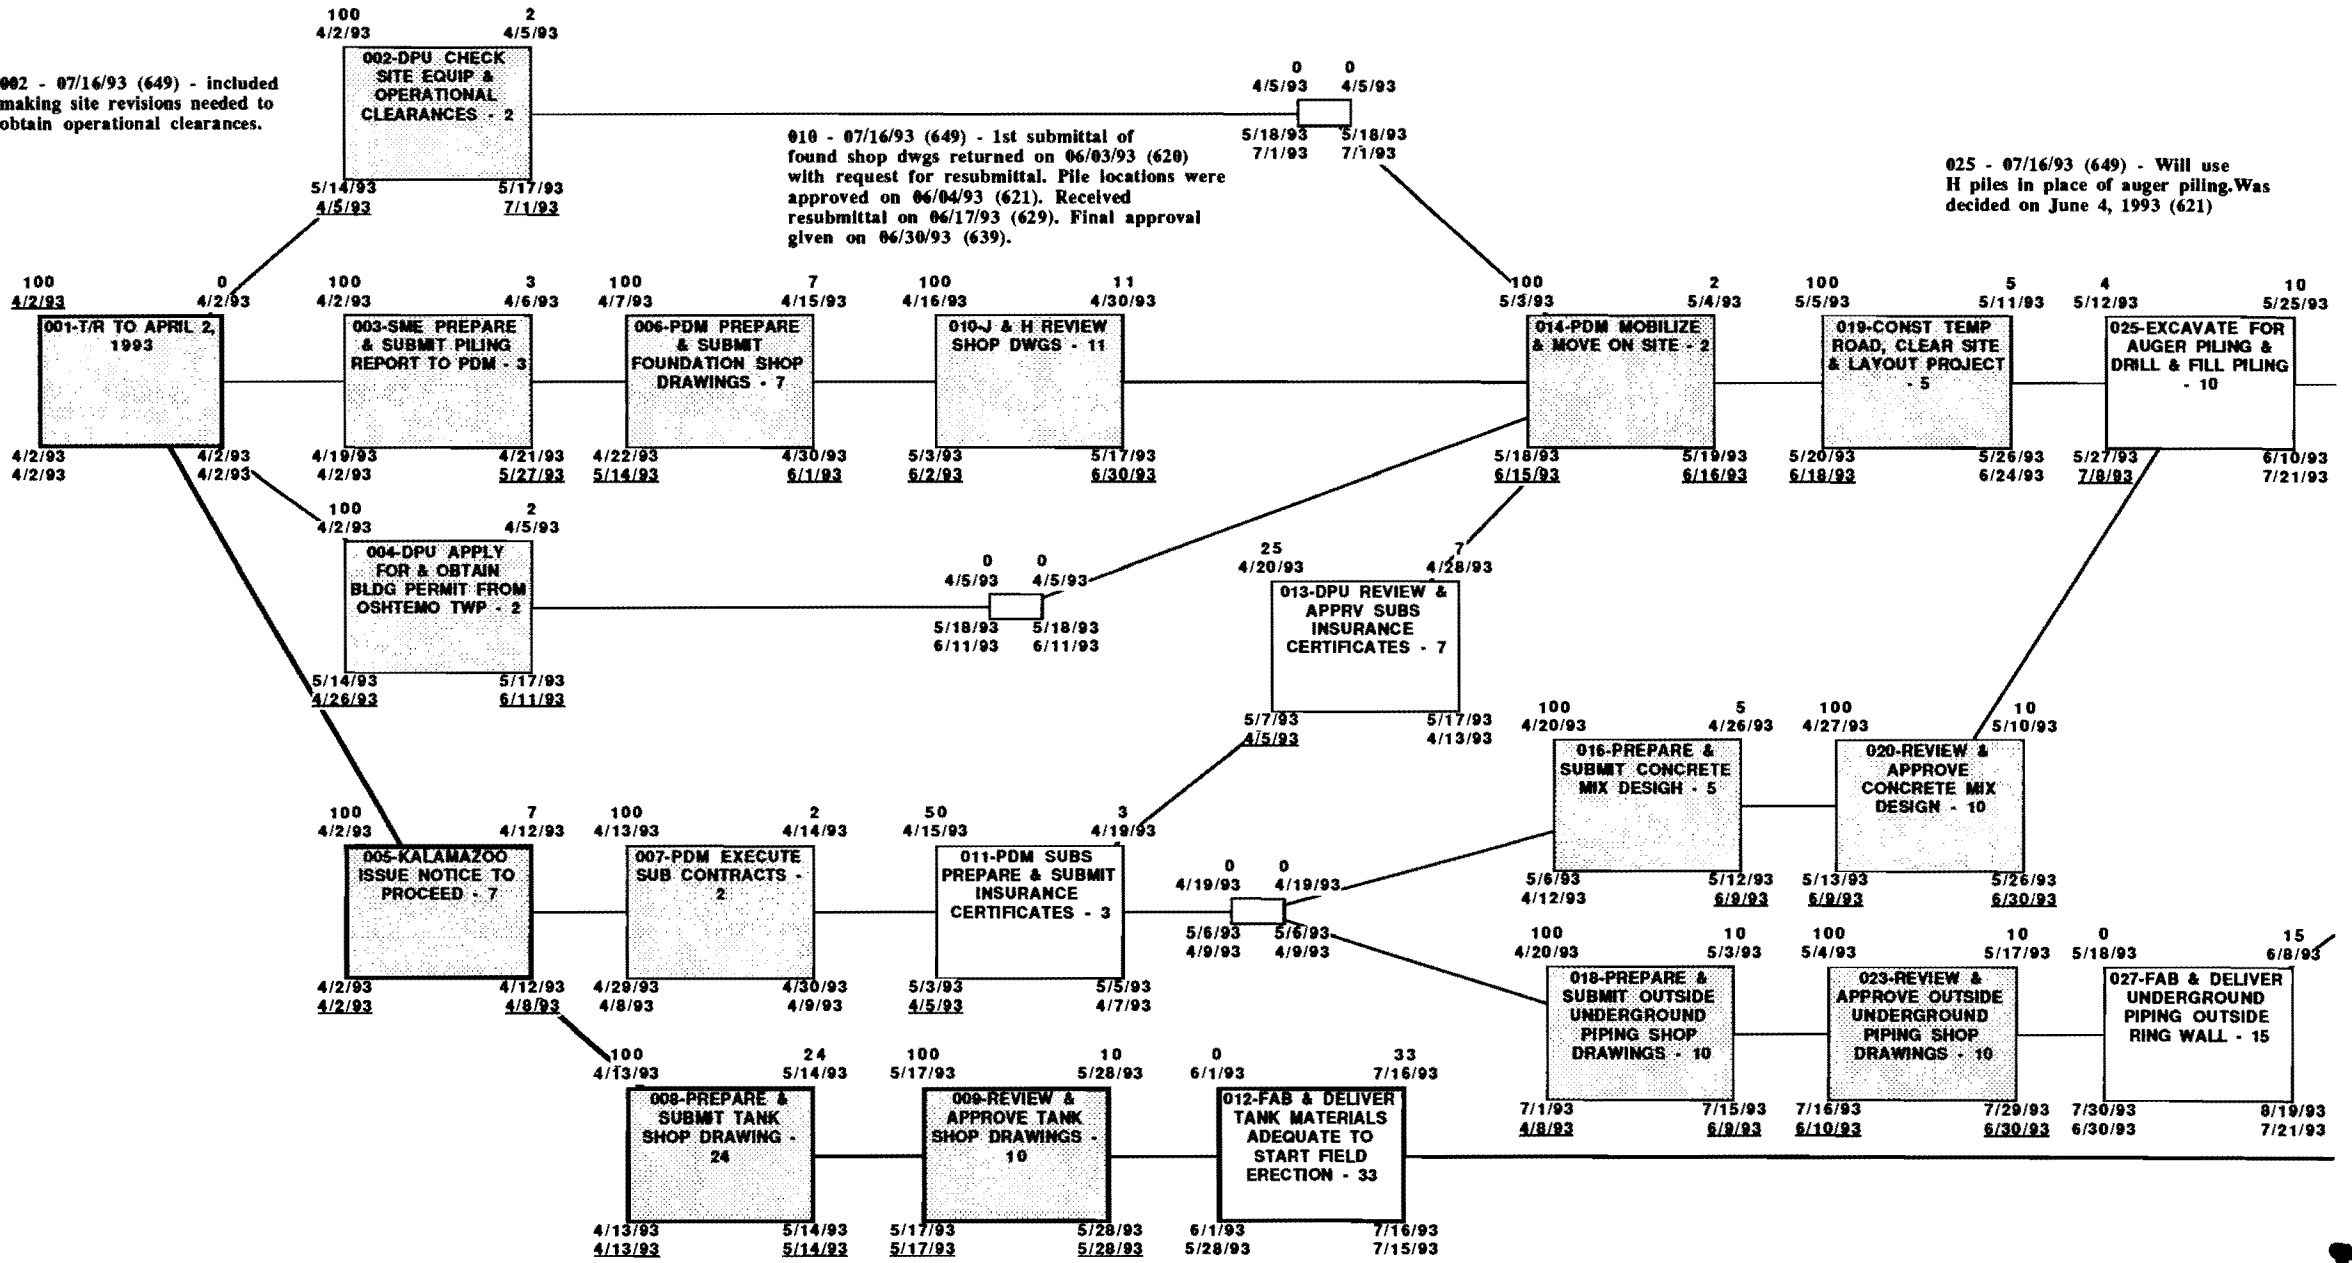 100 2
4/2/93 4/5/93
002-DPU CHECK
SITE EQUIP &
OPERATIONAL
CLEARANCES - 2
5/14/93 5/17/93
4/5/93 7/1/93
002 - 07/16/93 (649) - included
making site revisions needed to
obtain operational clearances.
0 0
4/5/93 4/5/93
5/18/93 5/18/93
7/1/93 7/1/93
010 - 07/16/93 (649) - 1st submittal of
found shop dwgs returned on 06/03/93 (620)
with request for resubmittal. Pile locations were
approved on 06/04/93 (621). Received
resubmittal on 06/17/93 (629). Final approval
given on 06/30/93 (639).
025 - 07/16/93 (649) - Will use
H piles in place of auger piling.Was
decided on June 4, 1993 (621)
100 0
4/2/93 4/2/93
001-T/R TO APRIL 2,
1993
4/2/93 4/2/93
4/2/93 4/2/93
100 3
4/2/93 4/6/93
003-SME PREPARE
& SUBMIT PILING
REPORT TO PDM - 3
4/19/93 4/21/93
4/2/93 5/27/93
100 7
4/7/93 4/15/93
006-PDM PREPARE
& SUBMIT
FOUNDATION SHOP
DRAWINGS - 7
4/22/93 4/30/93
5/14/93 6/1/93
100 11
4/16/93 4/30/93
010-J & H REVIEW
SHOP DWGS - 11
5/3/93 5/17/93
6/2/93 6/30/93
100 2
5/3/93 5/4/93
014-PDM MOBILIZE
& MOVE ON SITE - 2
5/18/93 5/19/93
6/15/93 6/16/93
100 5
5/5/93 5/11/93
019-CONST TEMP
ROAD, CLEAR SITE
& LAYOUT PROJECT
- 5
5/20/93 5/26/93
6/18/93 6/24/93
4 10
5/12/93 5/25/93
025-EXCAVATE FOR
AUGER PILING &
DRILL & FILL PILING
- 10
5/27/93 6/10/93
7/8/93 7/21/93
100 2
4/2/93 4/5/93
004-DPU APPLY
FOR & OBTAIN
BLDG PERMIT FROM
OSHTEMO TWP - 2
5/14/93 5/17/93
4/26/93 6/11/93
0 0
4/5/93 4/5/93
5/18/93 5/18/93
6/11/93 6/11/93
25 7
4/20/93 4/28/93
013-DPU REVIEW &
APPRV SUBS
INSURANCE
CERTIFICATES - 7
5/7/93 5/17/93
4/5/93 4/13/93
100 5
4/20/93 4/26/93
016-PREPARE &
SUBMIT CONCRETE
MIX DESIGH - 5
5/6/93 5/12/93
4/12/93 6/9/93
100 10
4/27/93 5/10/93
020-REVIEW &
APPROVE
CONCRETE MIX
DESIGN - 10
5/13/93 5/26/93
6/9/93 6/30/93
100 7
4/2/93 4/12/93
005-KALAMAZOO
ISSUE NOTICE TO
PROCEED - 7
4/2/93 4/12/93
4/2/93 4/8/93
100 2
4/13/93 4/14/93
007-PDM EXECUTE
SUB CONTRACTS -
2
4/29/93 4/30/93
4/8/93 4/9/93
50 3
4/15/93 4/19/93
011-PDM SUBS
PREPARE & SUBMIT
INSURANCE
CERTIFICATES - 3
5/3/93 5/5/93
4/5/93 4/7/93
0 0
4/19/93 4/19/93
5/6/93 5/6/93
4/9/93 4/9/93
100 10
4/20/93 5/3/93
018-PREPARE &
SUBMIT OUTSIDE
UNDERGROUND
PIPING SHOP
DRAWINGS - 10
7/1/93 7/15/93
4/8/93 6/9/93
100 10
5/4/93 5/17/93
023-REVIEW &
APPROVE OUTSIDE
UNDERGROUND
PIPING SHOP
DRAWINGS - 10
7/16/93 7/29/93
6/10/93 6/30/93
0 15
5/18/93 6/8/93
027-FAB & DELIVER
UNDERGROUND
PIPING OUTSIDE
RING WALL - 15
7/30/93 8/19/93
6/30/93 7/21/93
100 24
4/13/93 5/14/93
008-PREPARE &
SUBMIT TANK
SHOP DRAWING -
24
4/13/93 5/14/93
4/13/93 5/14/93
100 10
5/17/93 5/28/93
009-REVIEW &
APPROVE TANK
SHOP DRAWINGS -
10
5/17/93 5/28/93
5/17/93 5/28/93
0 33
6/1/93 7/16/93
012-FAB & DELIVER
TANK MATERIALS
ADEQUATE TO
START FIELD
ERECTION - 33
6/1/93 7/16/93
5/28/93 7/15/93